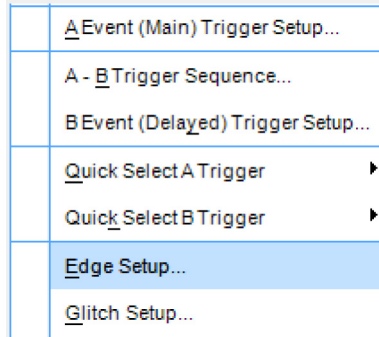 A Event (Main) Trigger Setup...
A - B Trigger Sequence...
B Event (Delayed) Trigger Setup...
Quick Select A Trigger
Quick Select B Trigger
Edge Setup...
Glitch Setup...